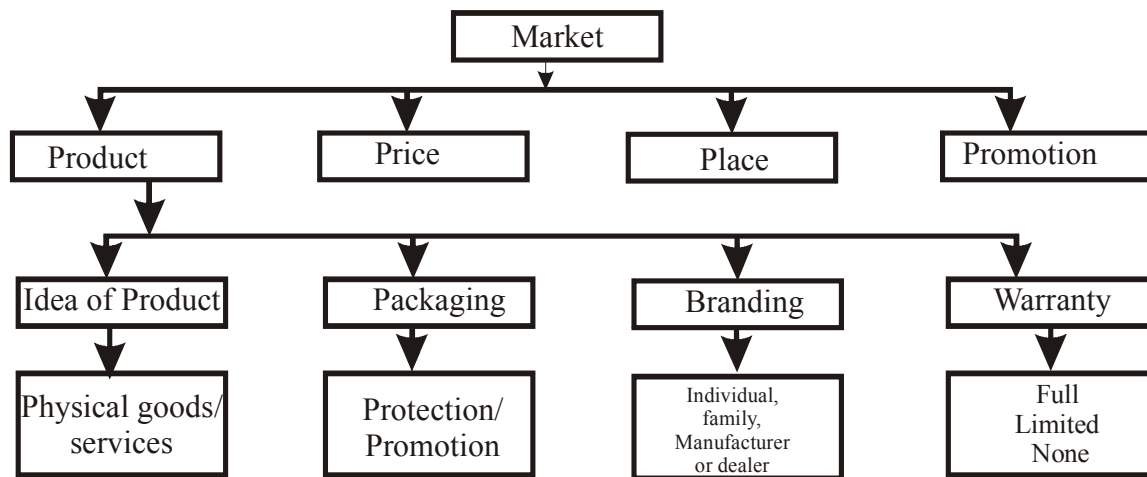 Market
Product
Price
Place
Promotion
Idea of Product
Packaging
Branding
Warranty
Physical goods/
services
Protection/
Promotion
Individual,
family,
Manufacturer
or dealer
Full
Limited
None